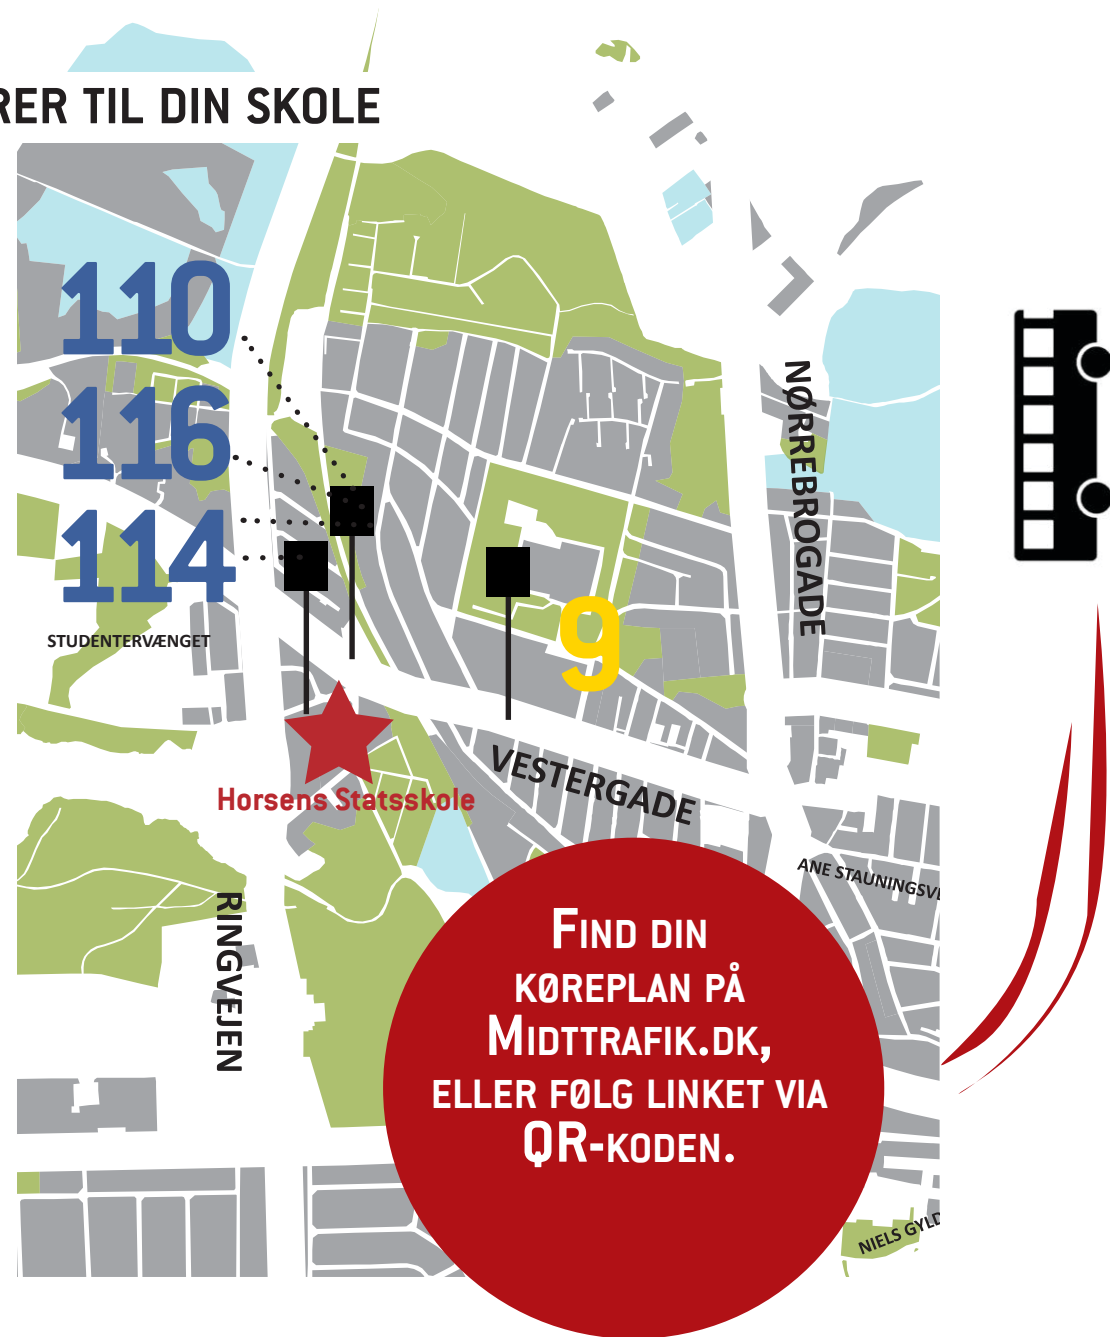 RER TIL DIN SKOLE
110
116
114
STUDENTERVÆNGET
9
NØRREBROGADE
VESTERGADE
Horsens Statsskole
RINGVEJEN
ANE STAUNINGSVE
FIND DIN
KØREPLAN PÅ
MIDTTRAFIK.DK,
ELLER FØLG LINKET VIA
QR-KODEN.
NIELS GYLD